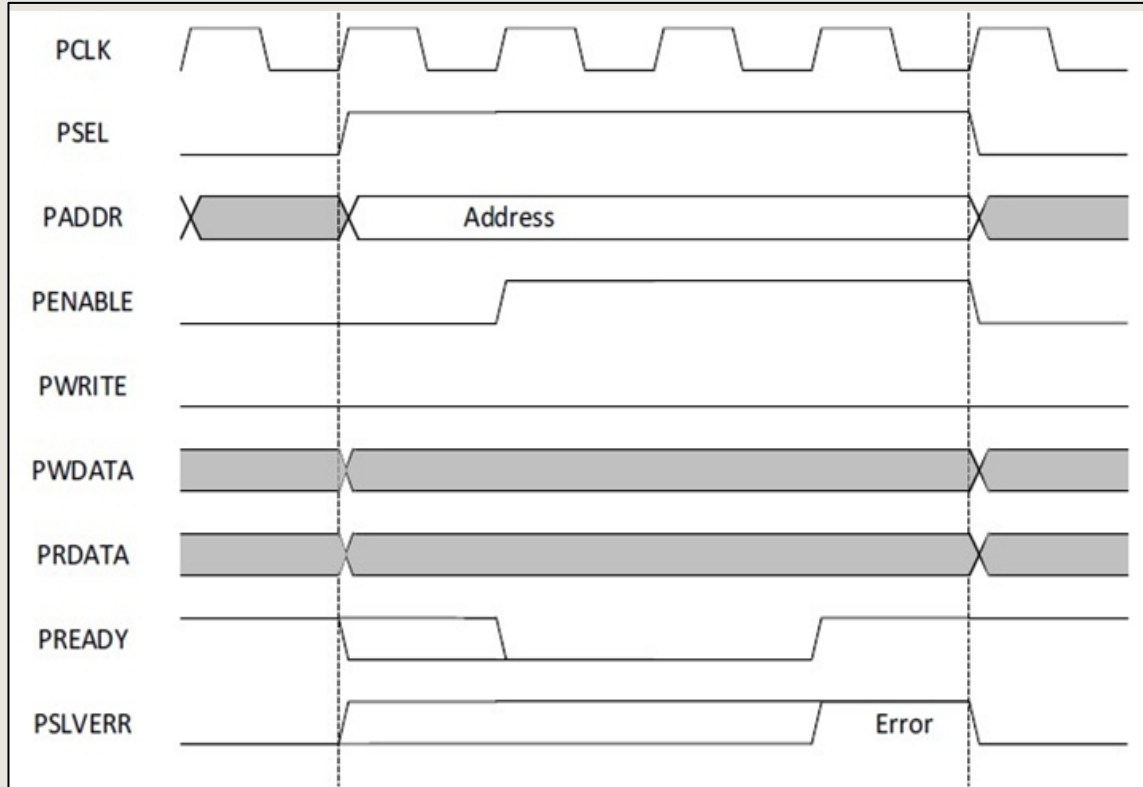 PCLK
PSEL
PADDR
Address
PENABLE
PWRITE
PWDATA
PRDATA
PREADY
PSLVERR
Error